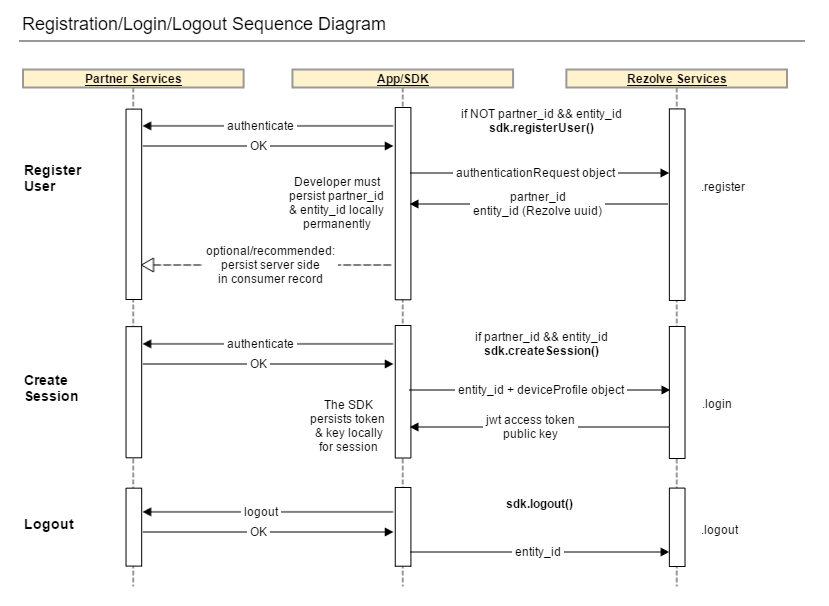 Registration/Login/Logout Sequence Diagram
Partner Services
App/SDK
Rezolve Services
Register
User
authenticate
OK
if NOT partner_id && entity_id
sdk.registerUser()
authenticationRequest object
.register
Developer must
persist partner_id
& entity_id locally
permanently
partner_id
entity_id (Rezolve uuid)
optional/recommended:
persist server side
in consumer record
Create
Session
authenticate
OK
if partner_id && entity_id
sdk.createSession()
entity_id + deviceProfile object
.login
The SDK
persists token
& key locally
for session
jwt access token
public key
Logout
logout
OK
sdk.logout()
.logout
entity_id